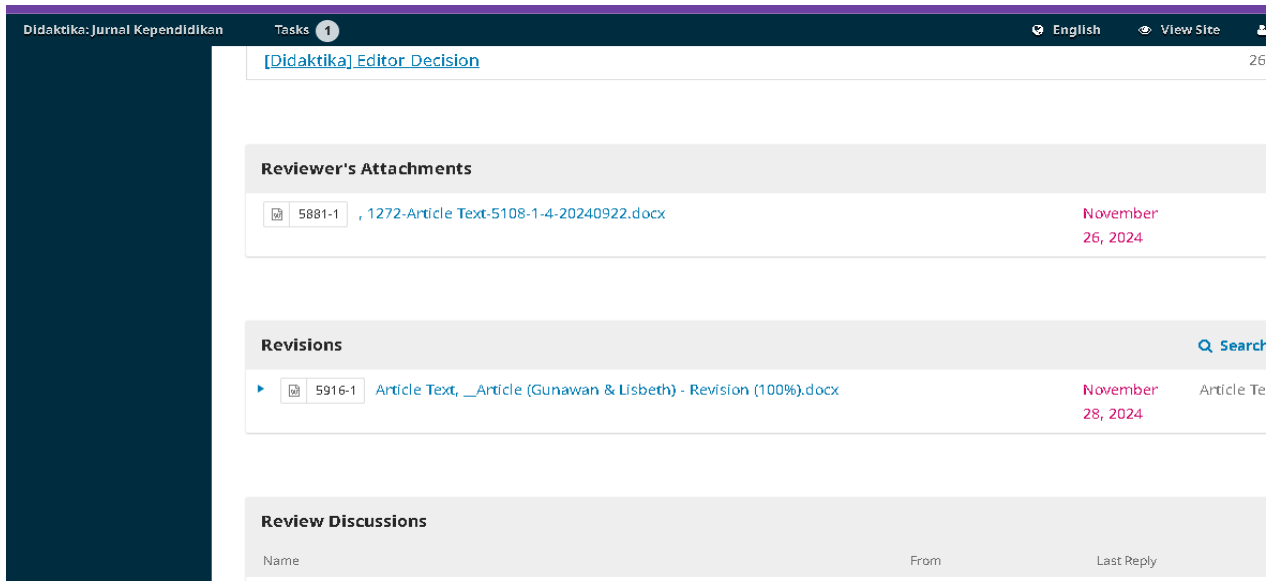 Didaktika: Jurnal Kependidikan Tasks 1 English View Site
[Didaktika] Editor Decision 26
Reviewer's Attachments
5881-1 , 1272-Article Text-5108-1-4-20240922.docx November
26, 2024
Revisions Search
5916-1 Article Text, __Article (Gunawan & Lisbeth) - Revision (100%).docx November Article Te
28, 2024
Review Discussions
Name From Last Reply